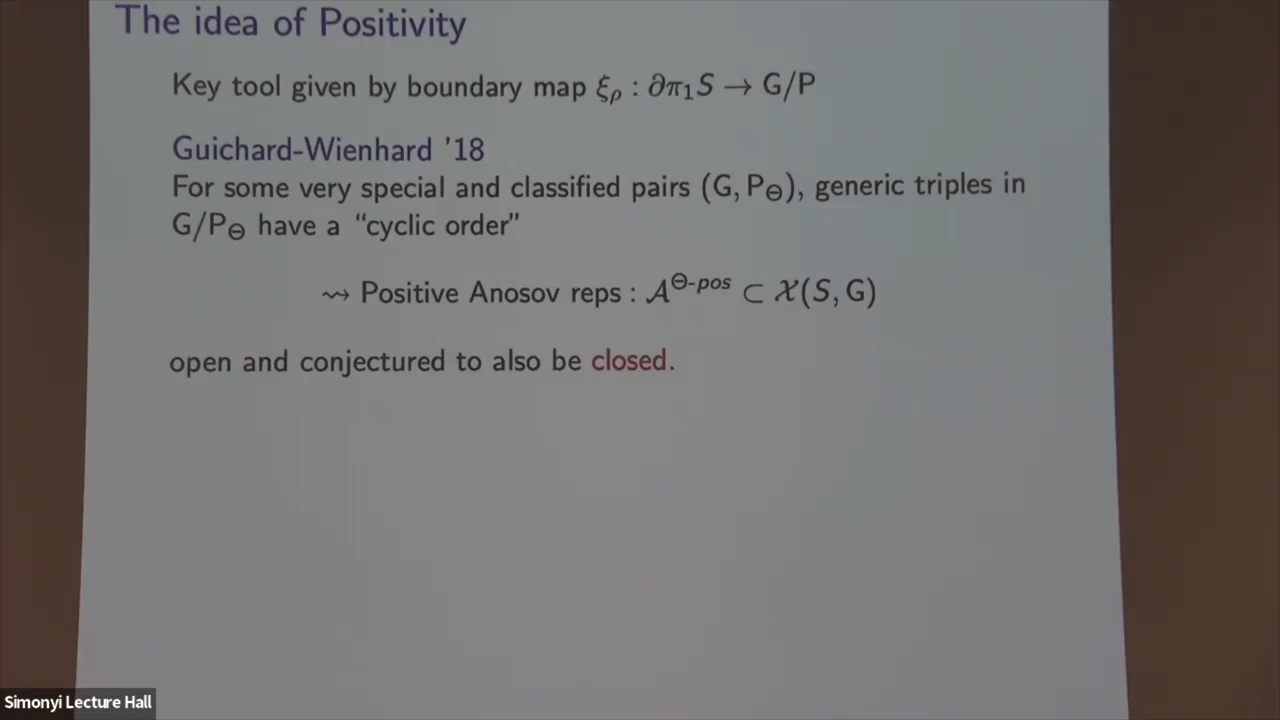 The idea of Positivity
Key tool given by boundary map ξρ : ∂π₁S → G/P
Guichard-Wienhard '18
For some very special and classified pairs (G, P_Θ), generic triples in
G/P_Θ have a “cyclic order”
⇝ Positive Anosov reps : 𝒜^Θ-pos ⊂ 𝒳(S, G)
open and conjectured to also be closed.
Simonyi Lecture Hall